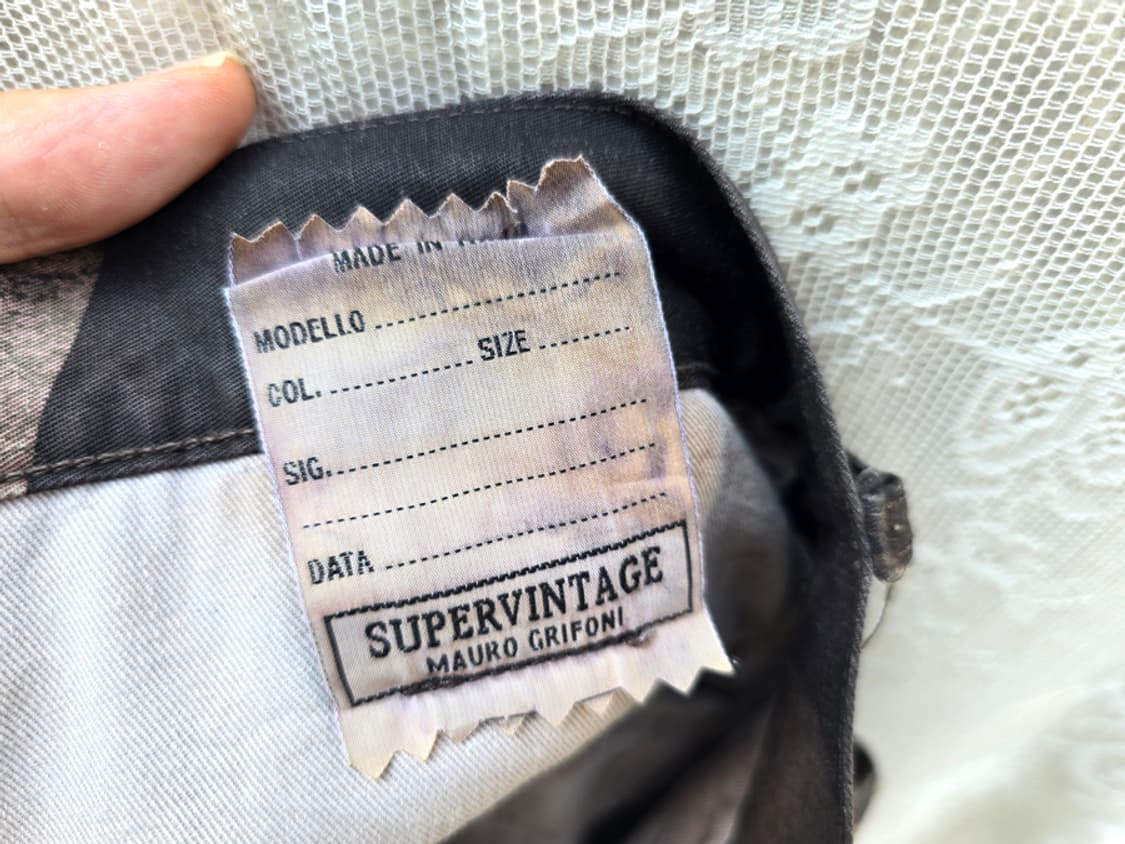 MADE IN
MODELLO
COL. SIZE
SIG.
DATA
SUPERVINTAGE
MAURO GRIFONI